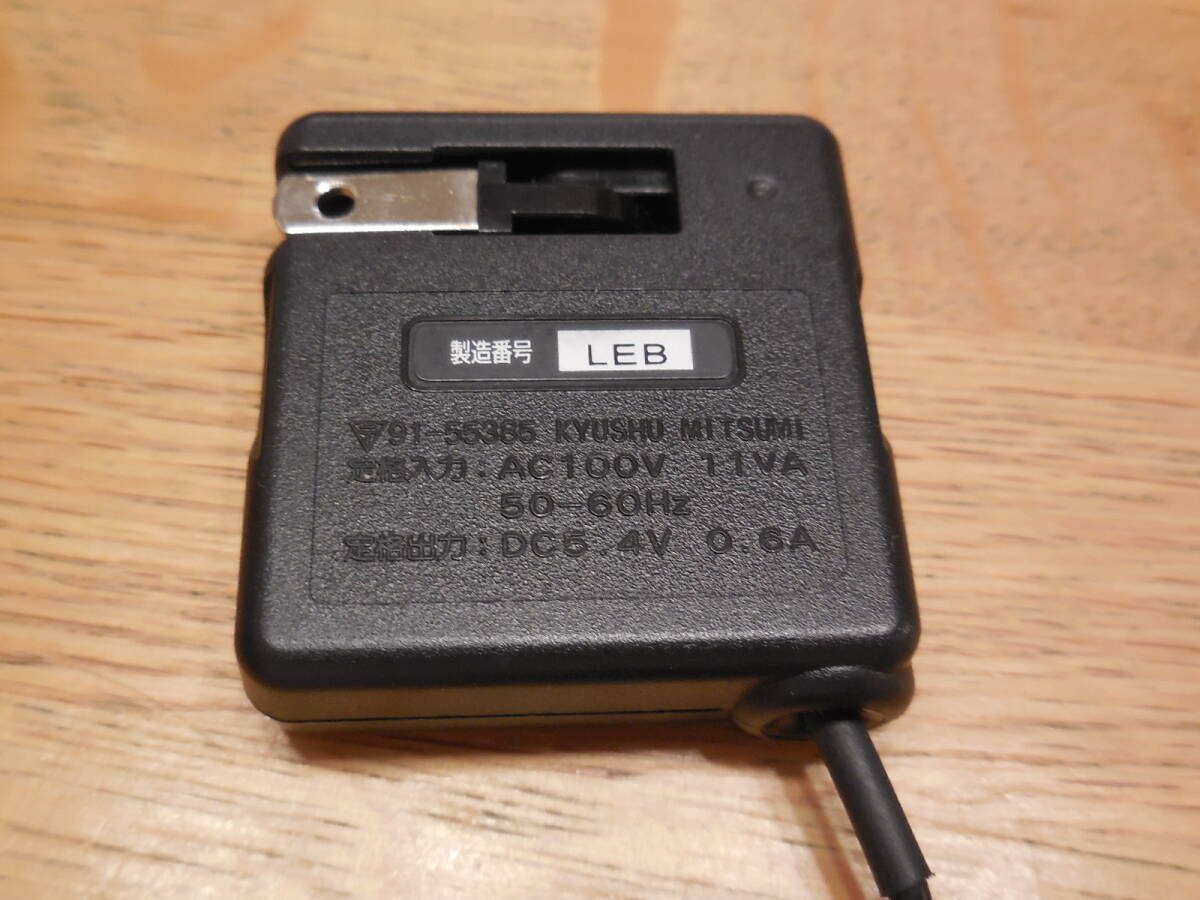 製造番号 LEB
91-55385 KYUSHU MITSUMI
定格入力:AC100V 11VA
50-60Hz
定格出力:DC5.4V 0.6A